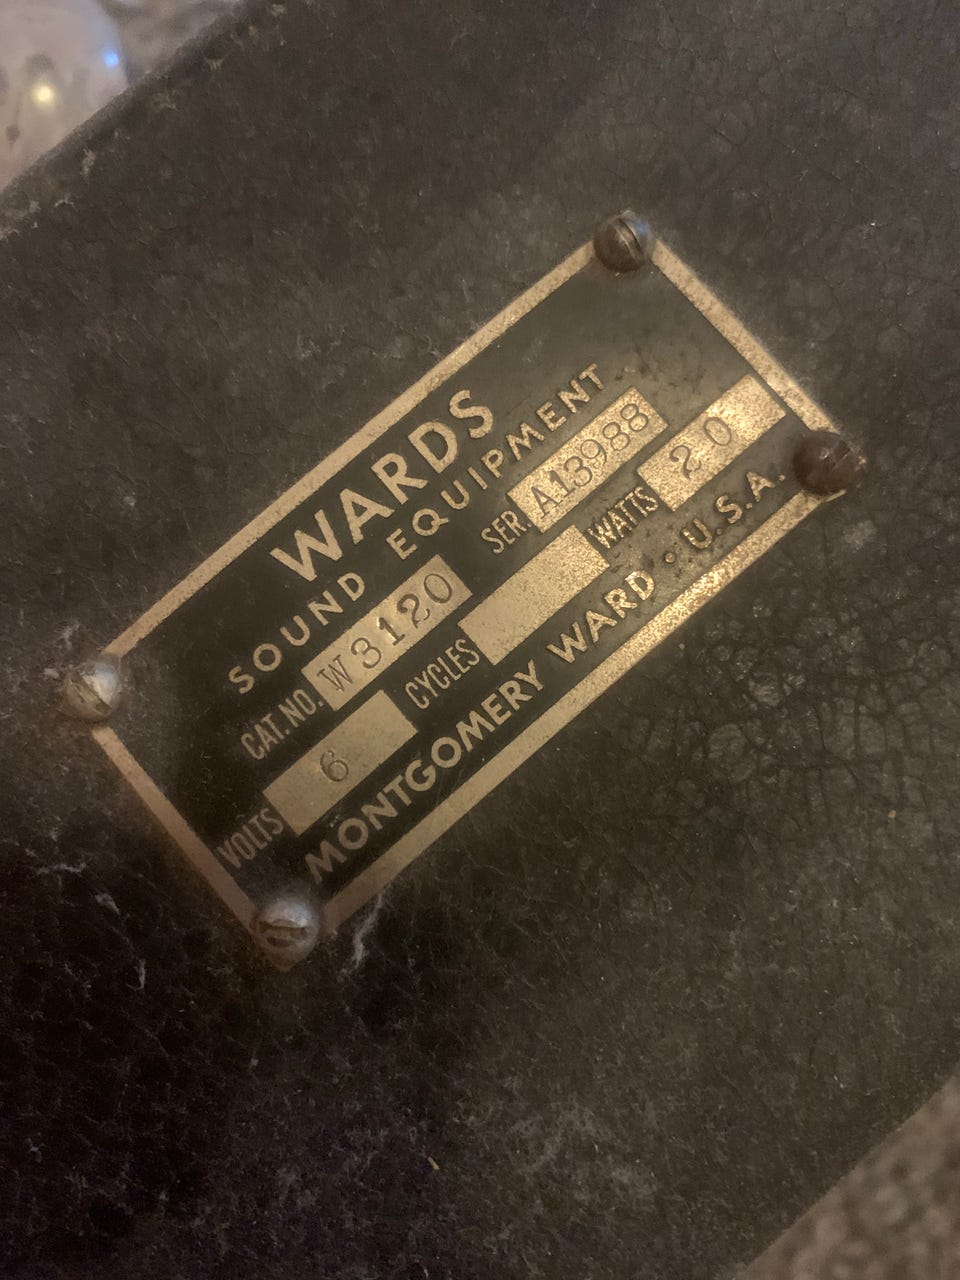 WARDS
SOUND EQUIPMENT
CAT. NO. W3120 SER. A13988
VOLTS 6 CYCLES WATTS 20
MONTGOMERY WARD • U.S.A.